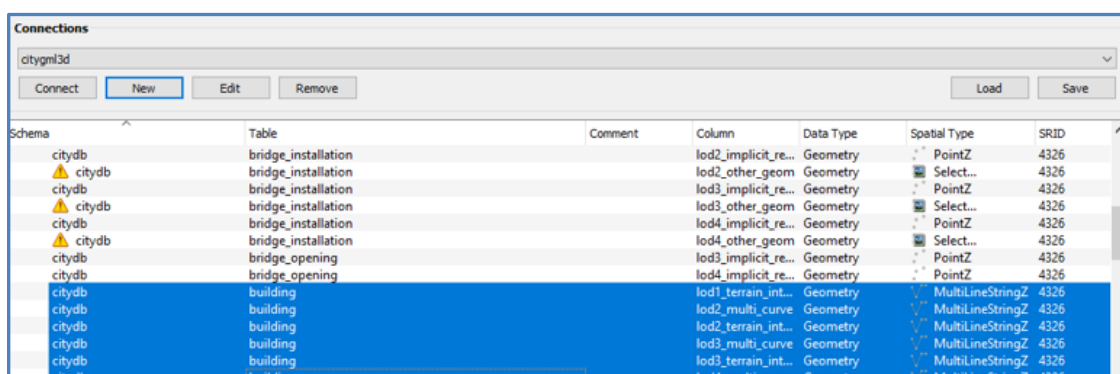 Connections
citygml3d
Connect New Edit Remove Load Save
Schema Table Comment Column Data Type Spatial Type SRID
citydb bridge_installation lod2_implicit_re... Geometry PointZ 4326
citydb bridge_installation lod2_other_geom Geometry Select... 4326
citydb bridge_installation lod3_implicit_re... Geometry PointZ 4326
citydb bridge_installation lod3_other_geom Geometry Select... 4326
citydb bridge_installation lod4_implicit_re... Geometry PointZ 4326
citydb bridge_installation lod4_other_geom Geometry Select... 4326
citydb bridge_opening lod3_implicit_re... Geometry PointZ 4326
citydb bridge_opening lod4_implicit_re... Geometry PointZ 4326
citydb building lod1_terrain_int... Geometry MultiLineStringZ 4326
citydb building lod2_multi_curve Geometry MultiLineStringZ 4326
citydb building lod2_terrain_int... Geometry MultiLineStringZ 4326
citydb building lod3_multi_curve Geometry MultiLineStringZ 4326
citydb building lod3_terrain_int... Geometry MultiLineStringZ 4326